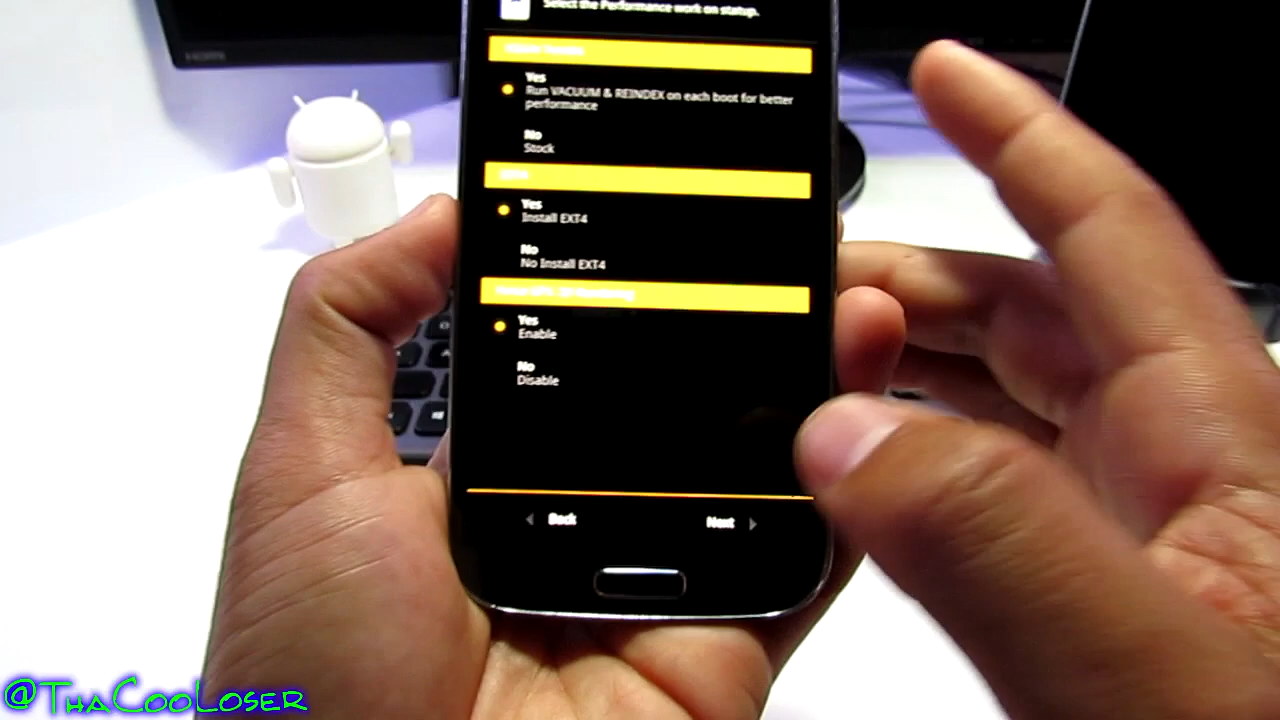 Select the Performance work on startup.
HDMI
Yes
Run VACUUM & REINDEX on each boot for better
performance
No
Stock
Yes
Install EXT4
No
No Install EXT4
Yes
Enable
No
Disable
Back
Next
@ThaCooLoser